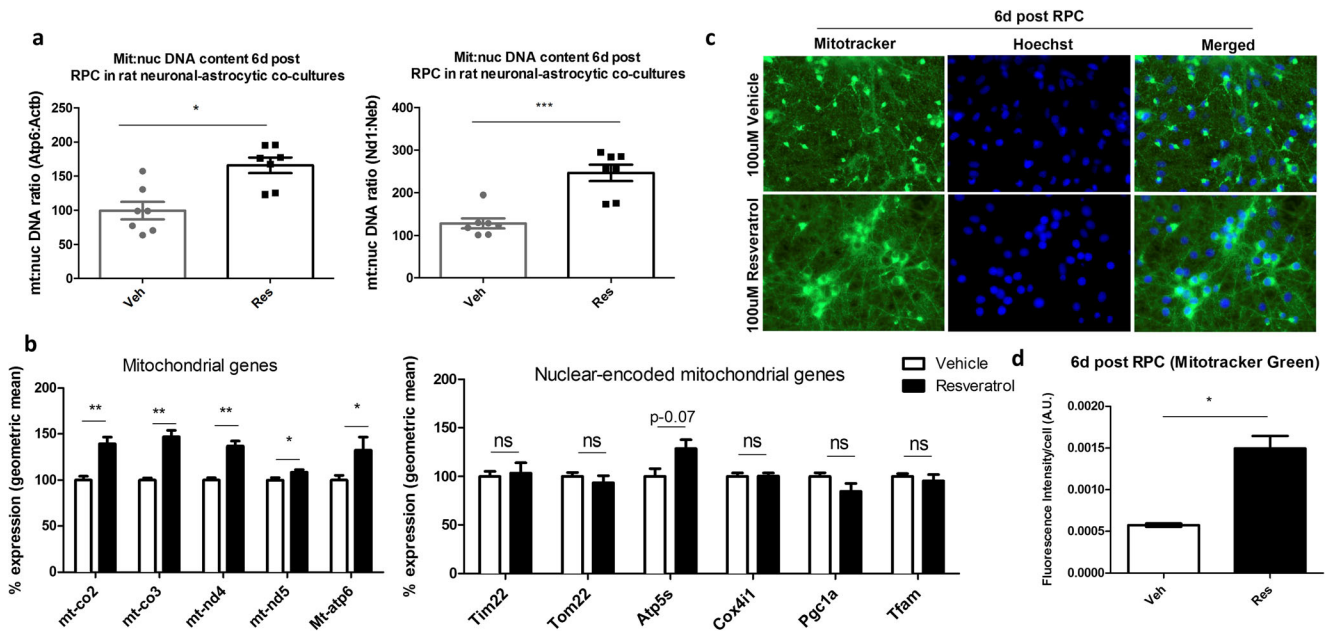 a
Mit:nuc DNA content 6d post
RPC in rat neuronal-astrocytic co-cultures
mt:nuc DNA ratio (Atp6:Actb)
250
200
150
100
50
0
*
Veh
Res
Mit:nuc DNA content 6d post
RPC in rat neuronal-astrocytic co-cultures
mt:nuc DNA ratio (Nd1:Neb)
400
300
200
100
0
***
Veh
Res
b
Mitochondrial genes
% expression (geometric mean)
200
150
100
50
0
**
**
**
*
*
mt-co2
mt-co3
mt-nd4
mt-nd5
Mt-atp6
Nuclear-encoded mitochondrial genes
% expression (geometric mean)
200
150
100
50
0
ns
ns
p-0.07
ns
ns
ns
Tim22
Tom22
Atp5s
Cox4i1
Pgc1a
Tfam
Vehicle
Resveratrol
c
6d post RPC
Mitotracker
Hoechst
Merged
100uM Vehicle
100uM Resveratrol
d
6d post RPC (Mitotracker Green)
Fluorescence Intensity/cell (A.U.)
0.0020
0.0015
0.0010
0.0005
0.0000
*
Veh
Res